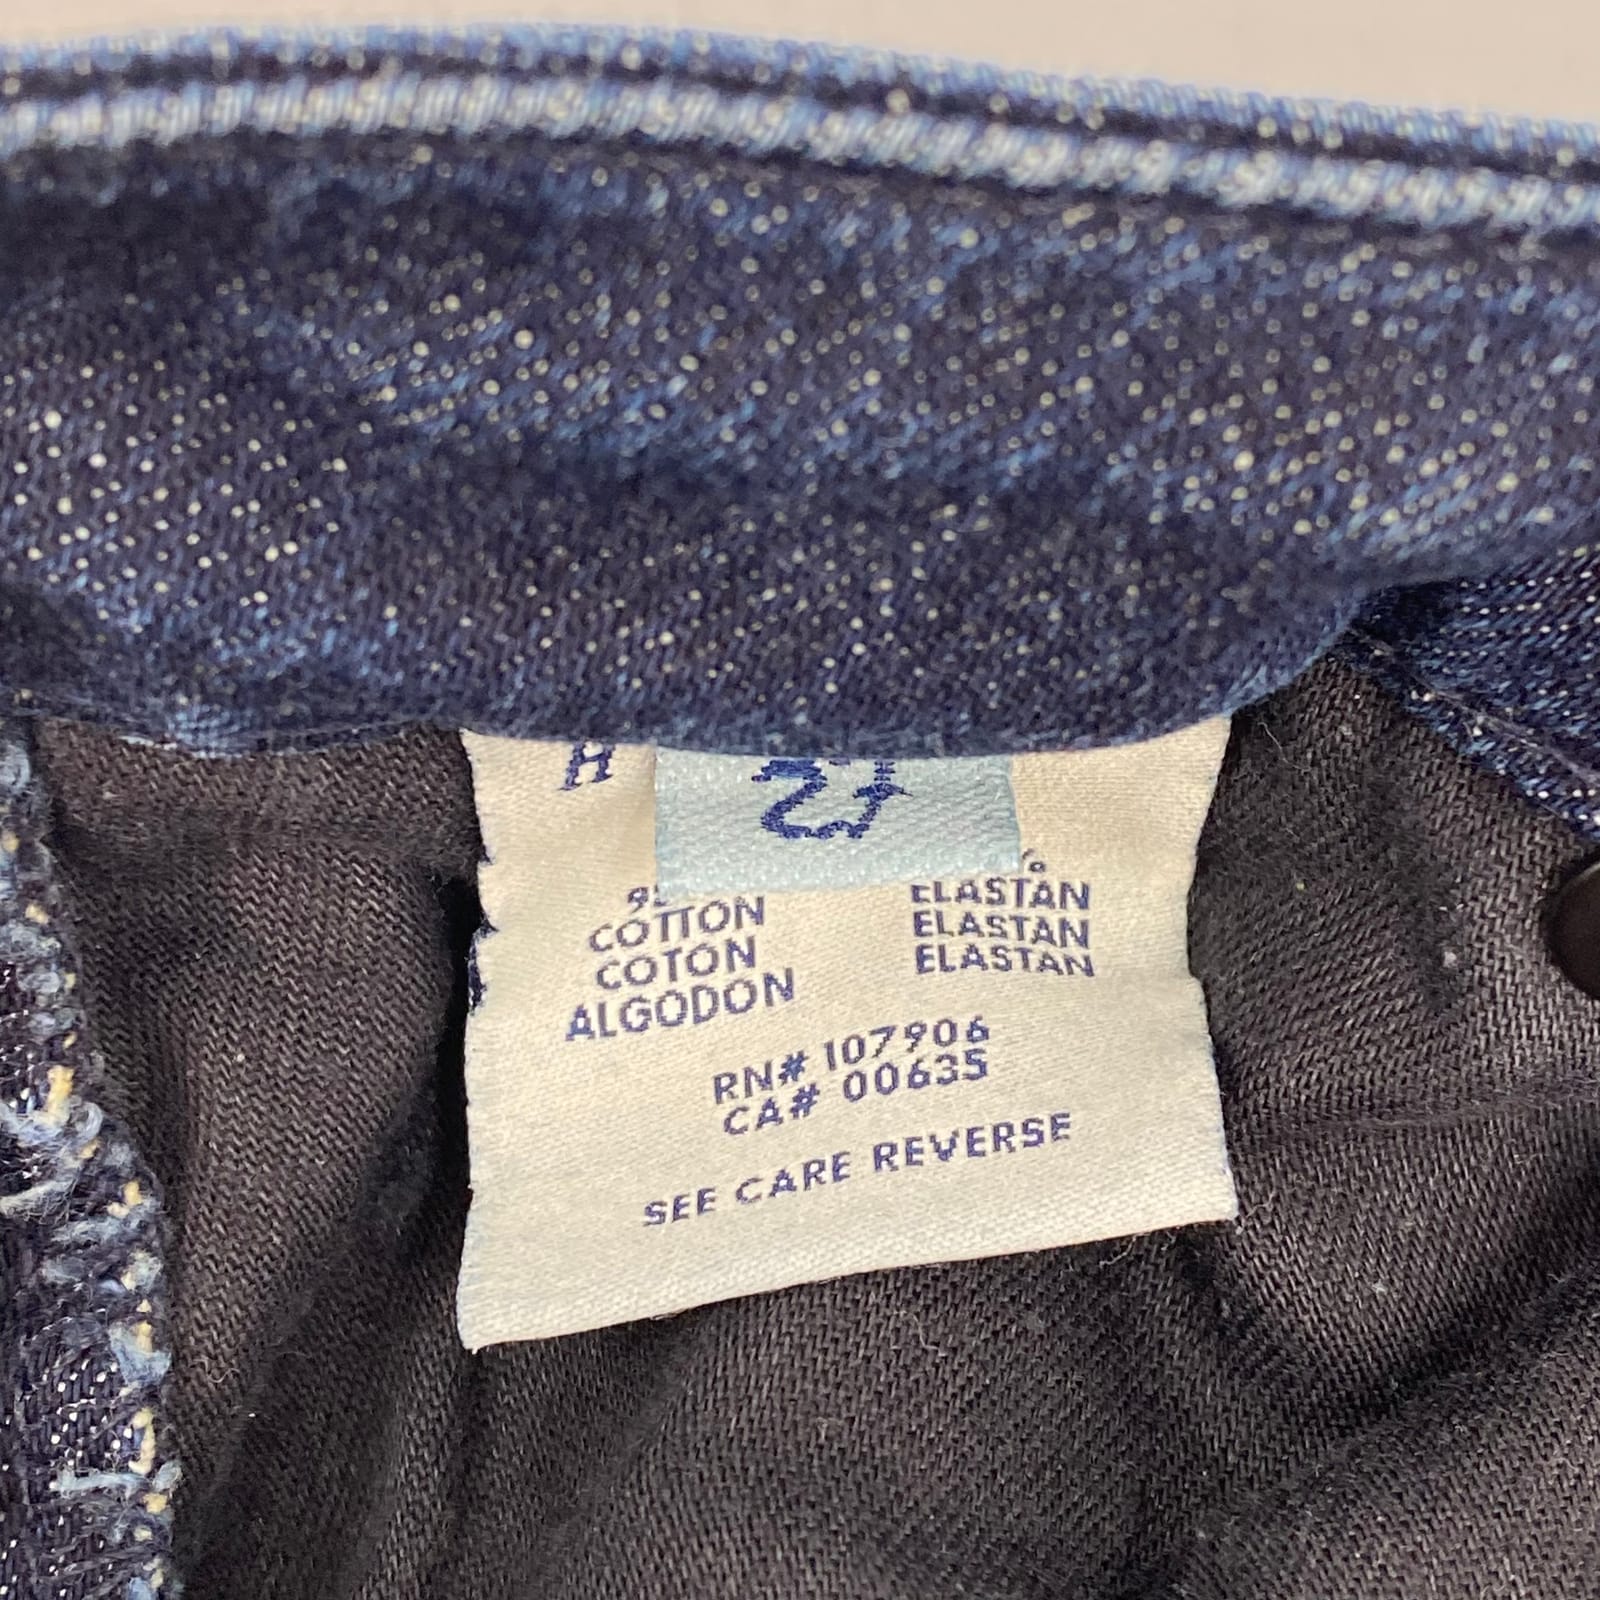 H
COTTON
COTON
ALGODON
ELASTAN
ELASTAN
ELASTAN
RN# 107906
CA# 00635
SEE CARE REVERSE